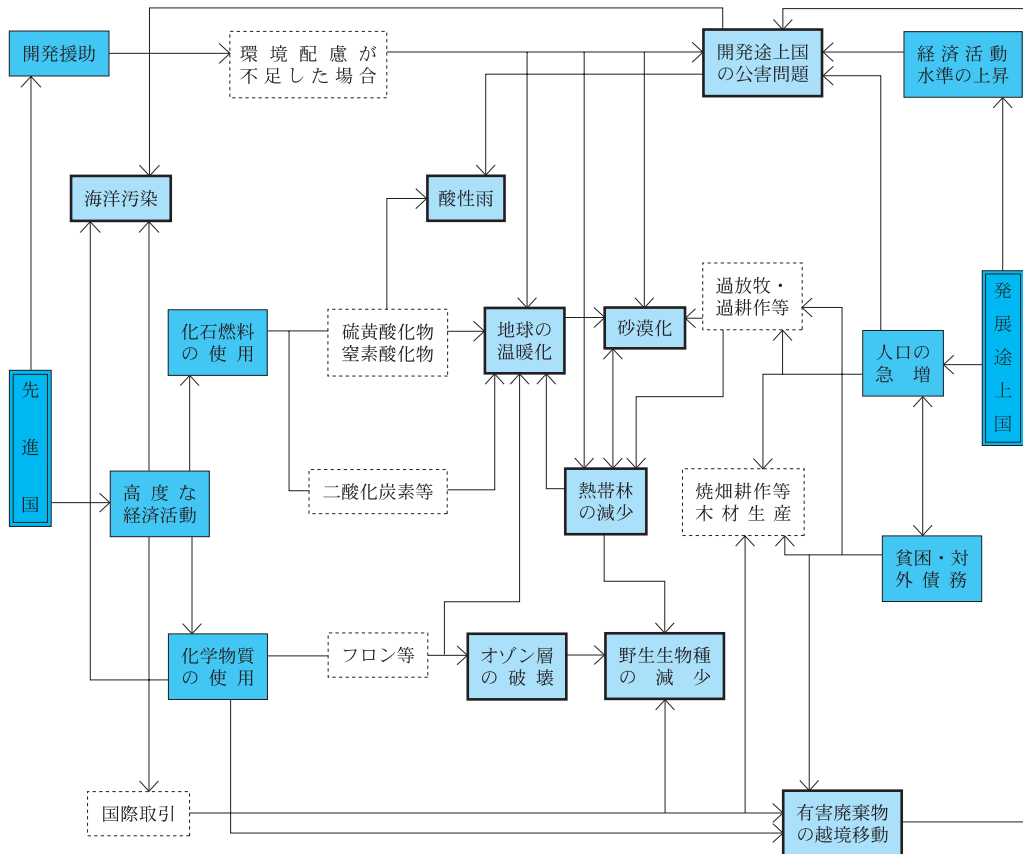 開発援助
環境配慮が
不足した場合
開発途上国
の公害問題
経済活動
水準の上昇
海洋汚染
酸性雨
過放牧・
過耕作等
発展途上国
化石燃料
の使用
硫黄酸化物
窒素酸化物
地球の
温暖化
砂漠化
人口の
急増
先進国
高度な
経済活動
二酸化炭素等
熱帯林
の減少
焼畑耕作等
木材生産
貧困・対
外債務
化学物質
の使用
フロン等
オゾン層
の破壊
野生生物種
の減少
国際取引
有害廃棄物
の越境移動